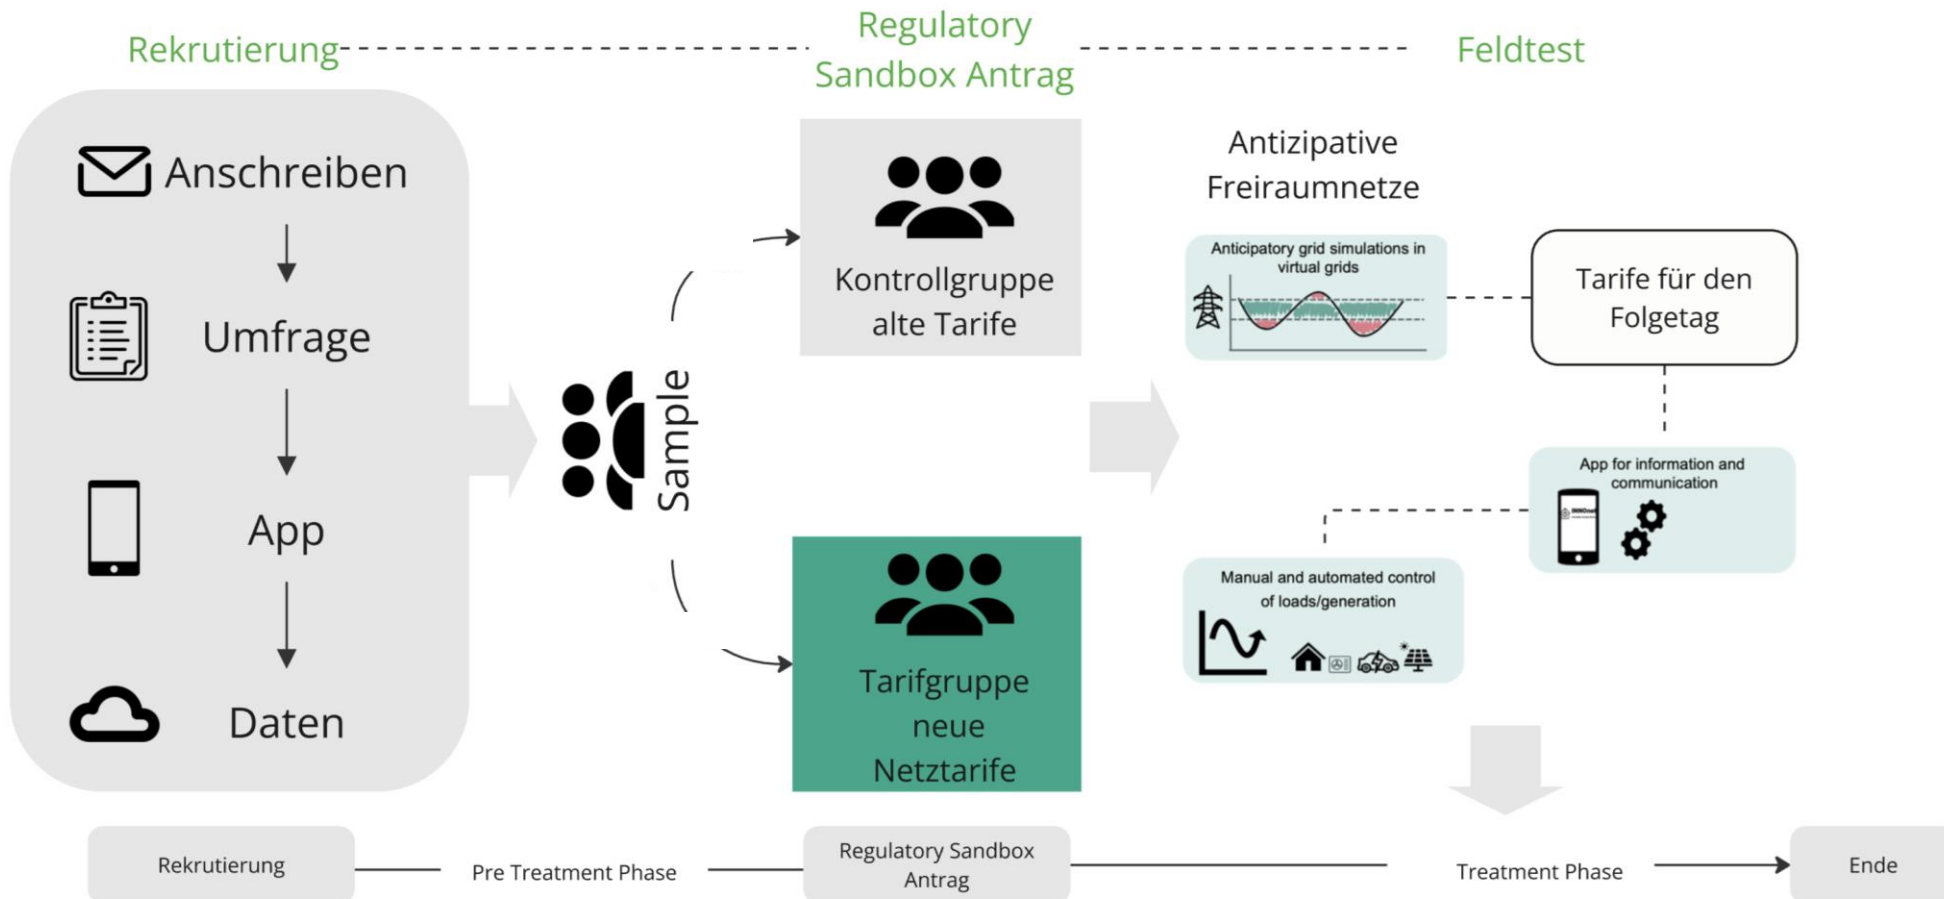 Rekrutierung
Regulatory
Sandbox Antrag
Feldtest
Anschreiben
Umfrage
App
Daten
Sample
Kontrollgruppe
alte Tarife
Tarifgruppe
neue
Netztarife
Antizipative
Freiraumnetze
Anticipatory grid simulations in
virtual grids
Tarife für den
Folgetag
App for information and
communication
Manual and automated control
of loads/generation
Rekrutierung
Pre Treatment Phase
Regulatory Sandbox
Antrag
Treatment Phase
Ende